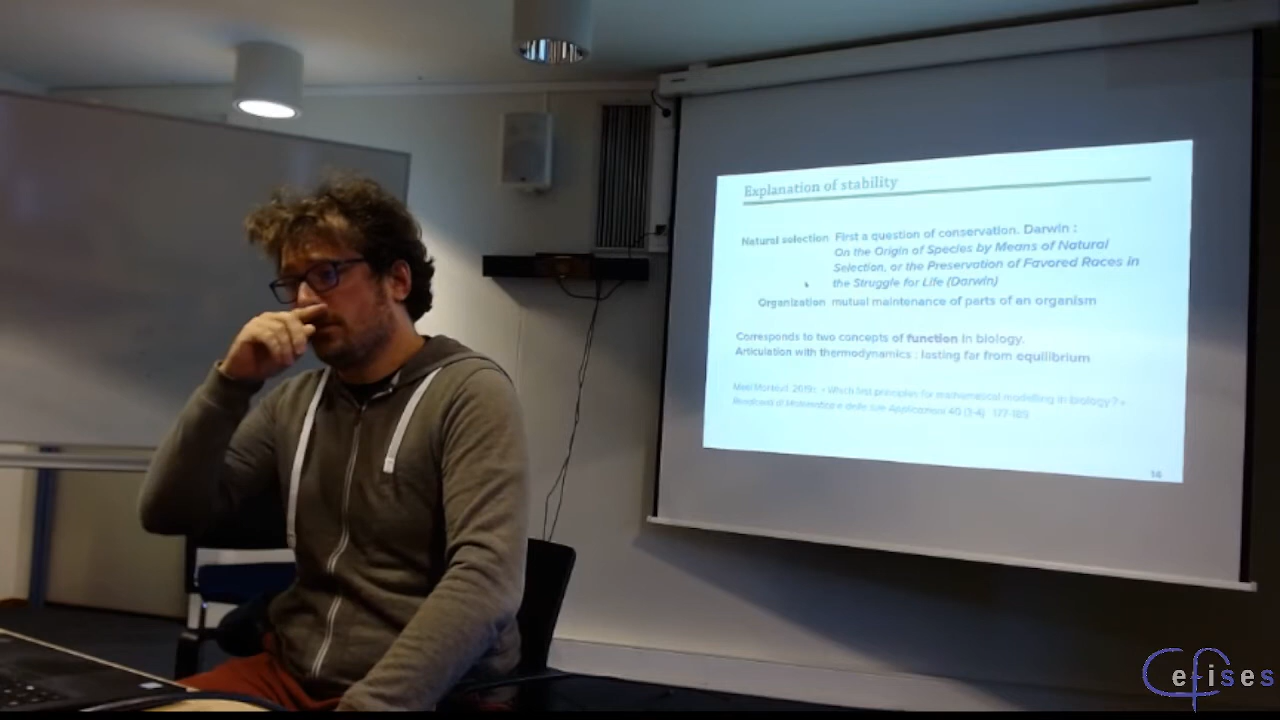 Explanation of stability
Natural selection First a question of conservation. Darwin :
On the Origin of Species by Means of Natural
Selection, or the Preservation of Favored Races in
the Struggle for Life (Darwin)
Organization mutual maintenance of parts of an organism
Corresponds to two concepts of function in biology.
Articulation with thermodynamics : lasting far from equilibrium
2019 « Which first principles for mathematical modelling in biology? »
Rendiconti di Matematica e delle sue Applicazioni 40 (3-4) 177-189
14
efises